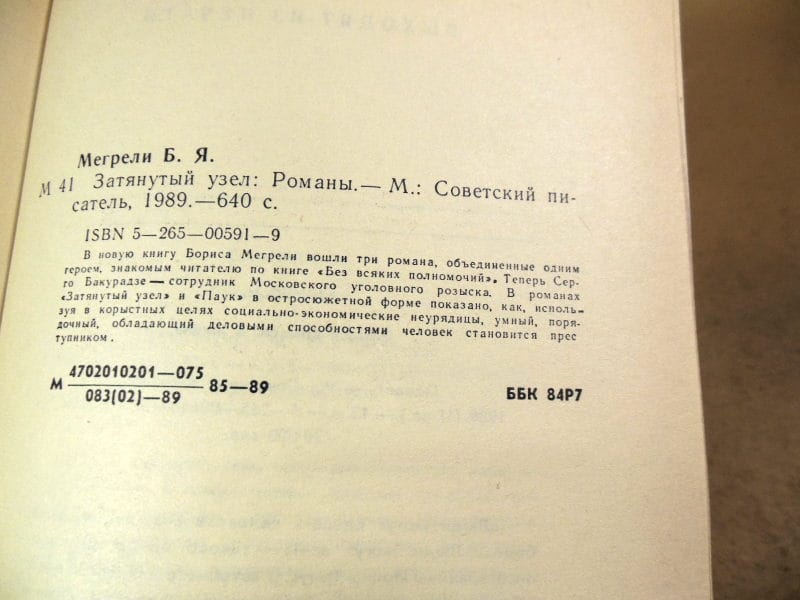 Мегрели Б. Я.
М 41 Затянутый узел: Романы.— М.: Советский пи-
сатель, 1989.—640 с.
ISBN 5—265—00591—9
В новую книгу Бориса Мегрели вошли три романа, объединенные одним
героем, знакомым читателю по книге «Без всяких полномочий». Теперь Сер-
го Бакурадзе — сотрудник Московского уголовного розыска. В романах
«Затянутый узел» и «Паук» в остросюжетной форме показано, как, исполь-
зуя в корыстных целях социально-экономические неурядицы, умный, поря-
дочный, обладающий деловыми способностями человек становится прес
тупником.
М 4702010201—075 85—89
083(02)—89
ББК 84Р7